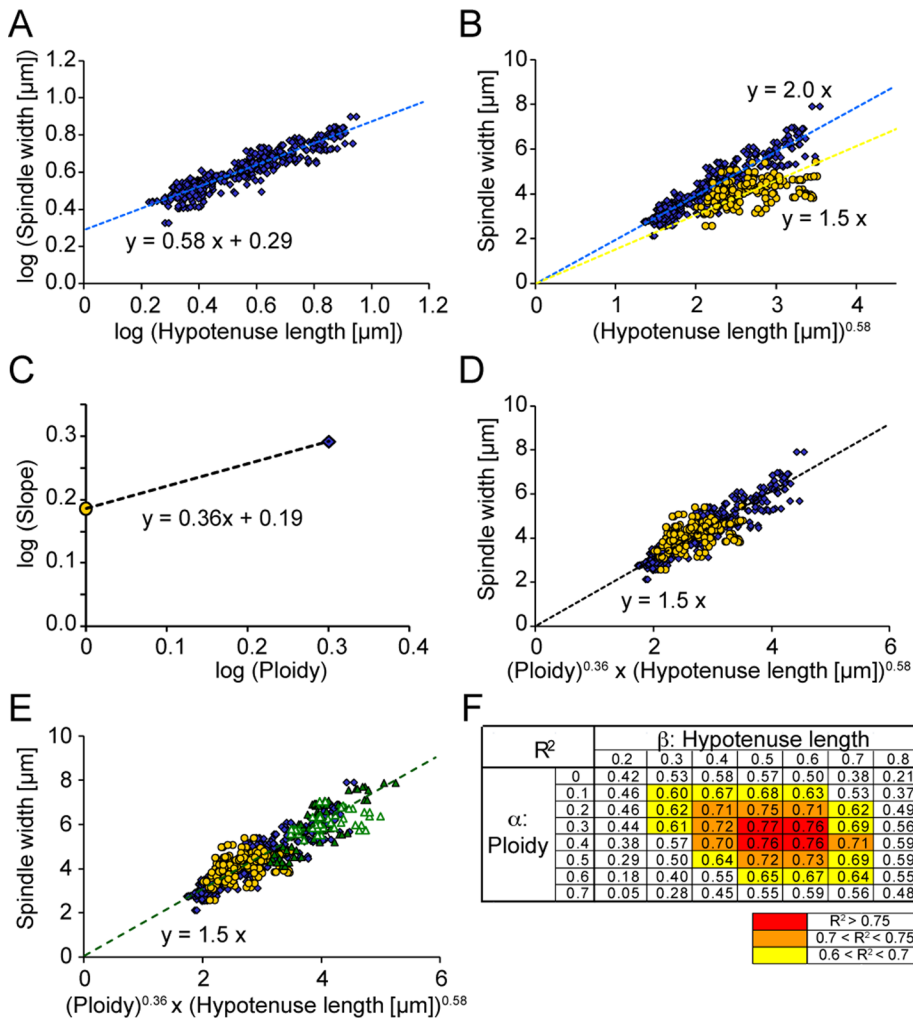 A
1.2
1.0
0.8
0.6
0.4
0.2
0.0
log (Spindle width [µm])
y = 0.58 x + 0.29
0 0.2 0.4 0.6 0.8 1.0 1.2
log (Hypotenuse length [µm])
B
10
8
6
4
2
0
Spindle width [µm]
y = 2.0 x
y = 1.5 x
0 1 2 3 4
(Hypotenuse length [µm])0.58
C
0.3
0.2
0.1
0.0
log (Slope)
y = 0.36x + 0.19
0 0.1 0.2 0.3 0.4
log (Ploidy)
D
10
8
6
4
2
0
Spindle width [µm]
y = 1.5 x
0 2 4 6
(Ploidy)0.36 x (Hypotenuse length [µm])0.58
E
10
8
6
4
2
0
Spindle width [µm]
y = 1.5 x
0 2 4 6
(Ploidy)0.36 x (Hypotenuse length [µm])0.58
F
R2
β: Hypotenuse length
0.2 0.3 0.4 0.5 0.6 0.7 0.8
α:
Ploidy
0 0.42 0.53 0.58 0.57 0.50 0.38 0.21
0.1 0.46 0.60 0.67 0.68 0.63 0.53 0.37
0.2 0.46 0.62 0.71 0.75 0.71 0.62 0.49
0.3 0.44 0.61 0.72 0.77 0.76 0.69 0.56
0.4 0.38 0.57 0.70 0.76 0.76 0.71 0.59
0.5 0.29 0.50 0.64 0.72 0.73 0.69 0.59
0.6 0.18 0.40 0.55 0.65 0.67 0.64 0.55
0.7 0.05 0.28 0.45 0.55 0.59 0.56 0.48
R2 > 0.75
0.7 < R2 < 0.75
0.6 < R2 < 0.7